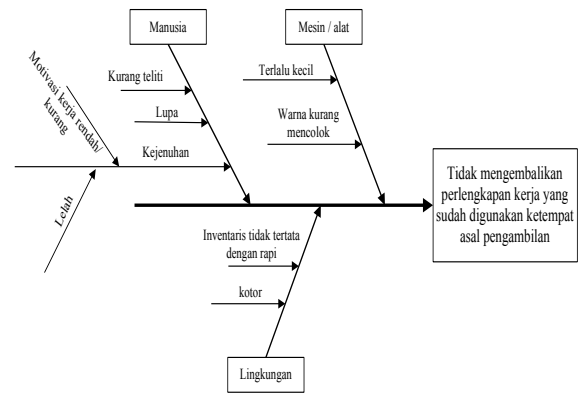 Manusia
Mesin / alat
Motivasi kerja rendah/
kurang
Kurang teliti
Lupa
Kejenuhan
Lelah
Terlalu kecil
Warna kurang
mencolok
Tidak mengembalikan
perlengkapan kerja yang
sudah digunakan ketempat
asal pengambilan
Inventaris tidak tertata
dengan rapi
kotor
Lingkungan